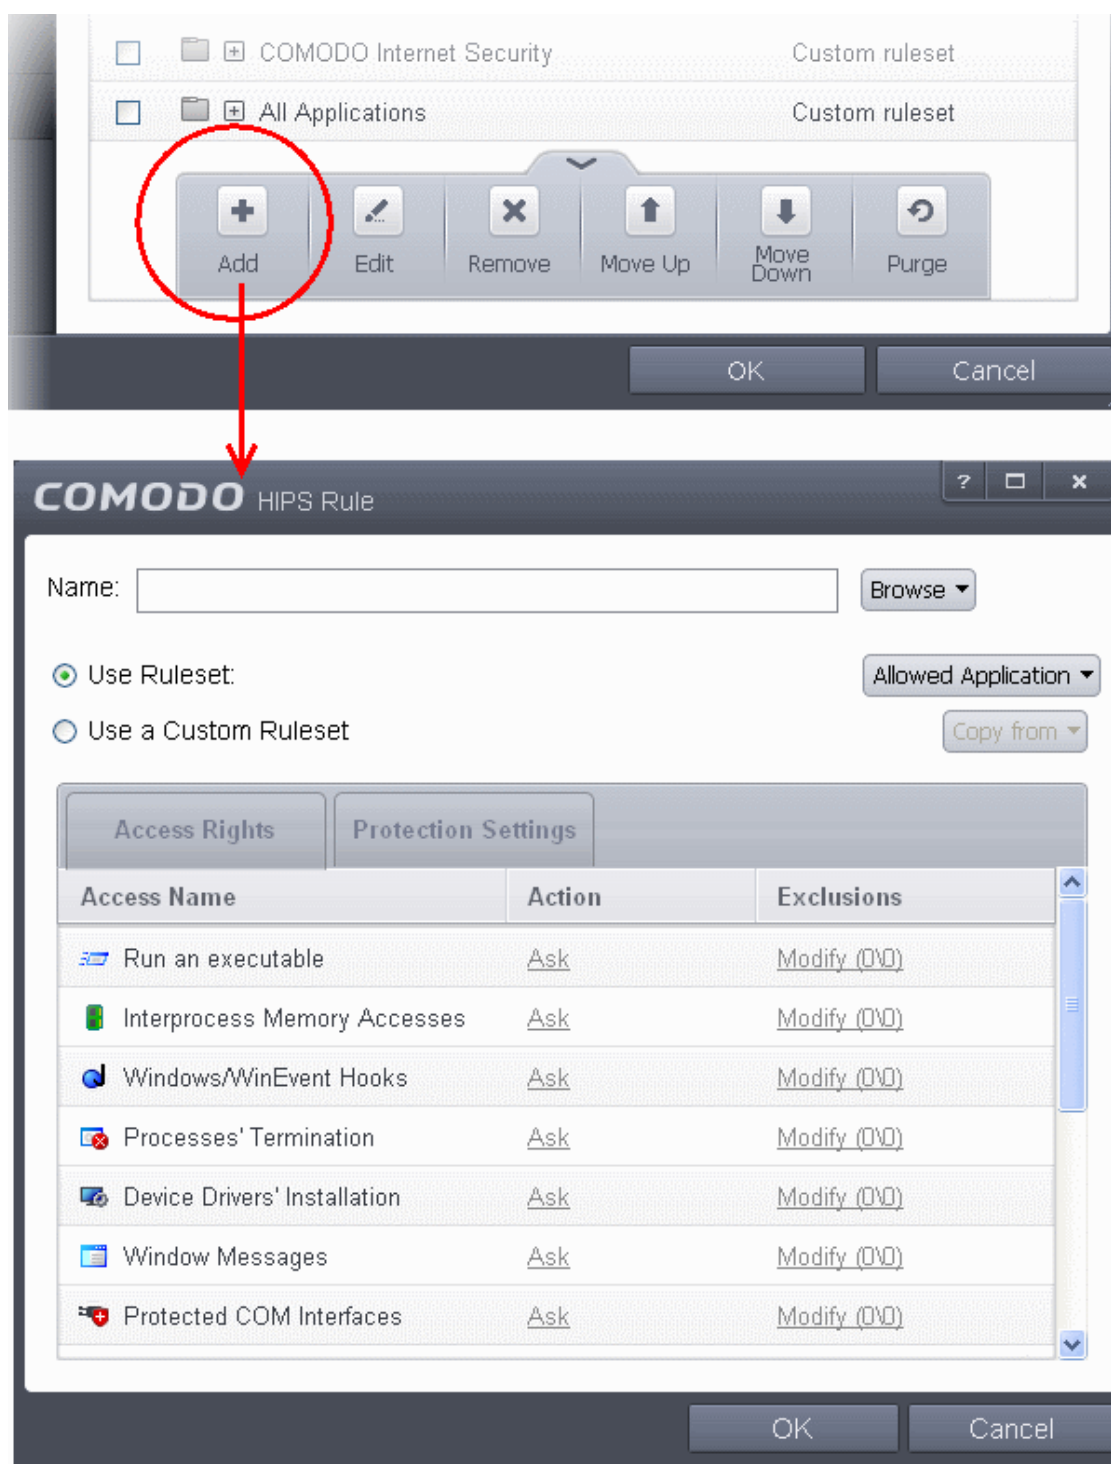 COMODO Internet Security Custom ruleset
All Applications Custom ruleset
Add Edit Remove Move Up Move Down Purge
OK Cancel
COMODO HIPS Rule ?
Name: Browse
Use Ruleset: Allowed Application
Use a Custom Ruleset Copy from
Access Rights Protection Settings
Access Name Action Exclusions
Run an executable Ask Modify (0\0)
Interprocess Memory Accesses Ask Modify (0\0)
Windows/WinEvent Hooks Ask Modify (0\0)
Processes' Termination Ask Modify (0\0)
Device Drivers' Installation Ask Modify (0\0)
Window Messages Ask Modify (0\0)
Protected COM Interfaces Ask Modify (0\0)
OK Cancel